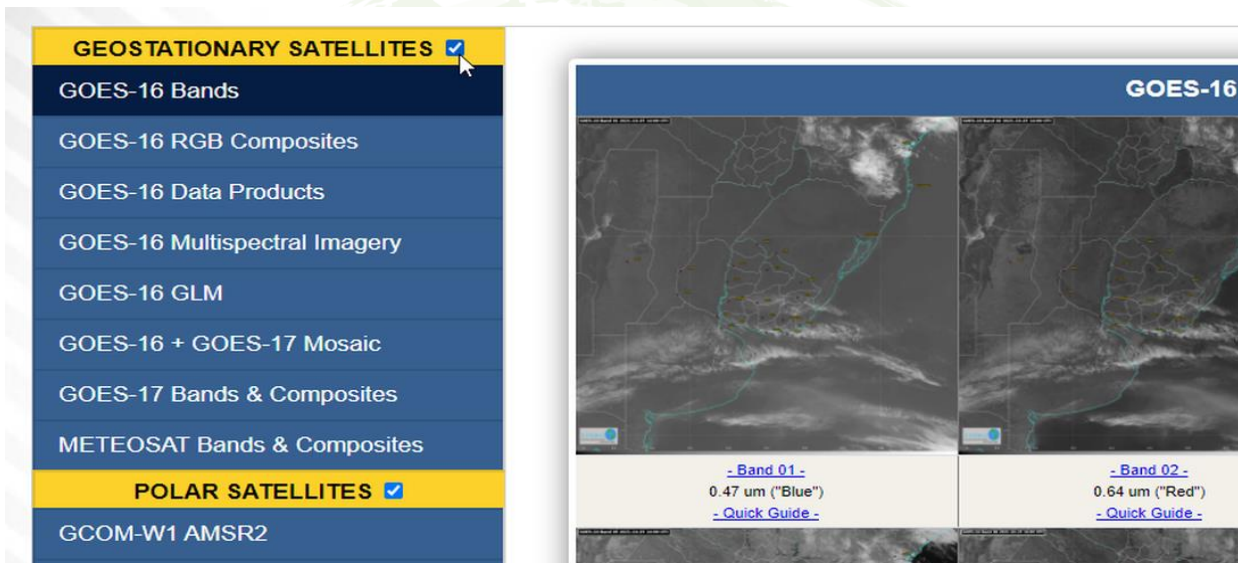 GEOSTATIONARY SATELLITES
GOES-16 Bands
GOES-16 RGB Composites
GOES-16 Data Products
GOES-16 Multispectral Imagery
GOES-16 GLM
GOES-16 + GOES-17 Mosaic
GOES-17 Bands & Composites
METEOSAT Bands & Composites
POLAR SATELLITES
GCOM-W1 AMSR2
GOES-16
- Band 01 -
0.47 um ("Blue")
- Quick Guide -
- Band 02 -
0.64 um ("Red")
- Quick Guide -